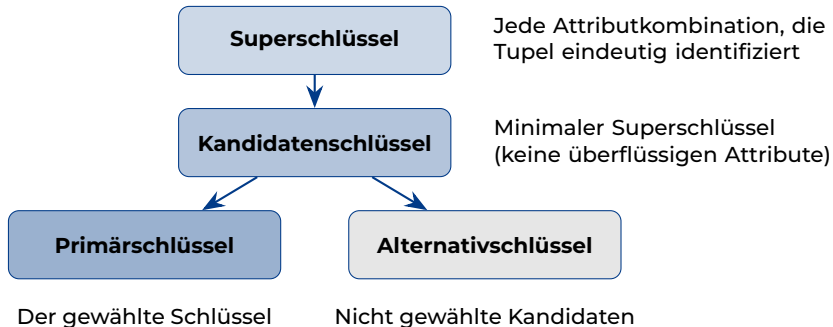 Superschlüssel
Jede Attributkombination, die
Tupel eindeutig identifiziert
Kandidatenschlüssel
Minimaler Superschlüssel
(keine überflüssigen Attribute)
Primärschlüssel
Alternativschlüssel
Der gewählte Schlüssel
Nicht gewählte Kandidaten